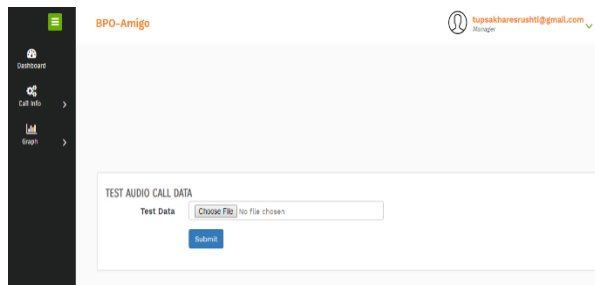 BPO-Amigo
tupsakharesrushti@gmail.com
Manager
Dashboard
Call Info
Graph
TEST AUDIO CALL DATA
Test Data Choose File No file chosen
Submit